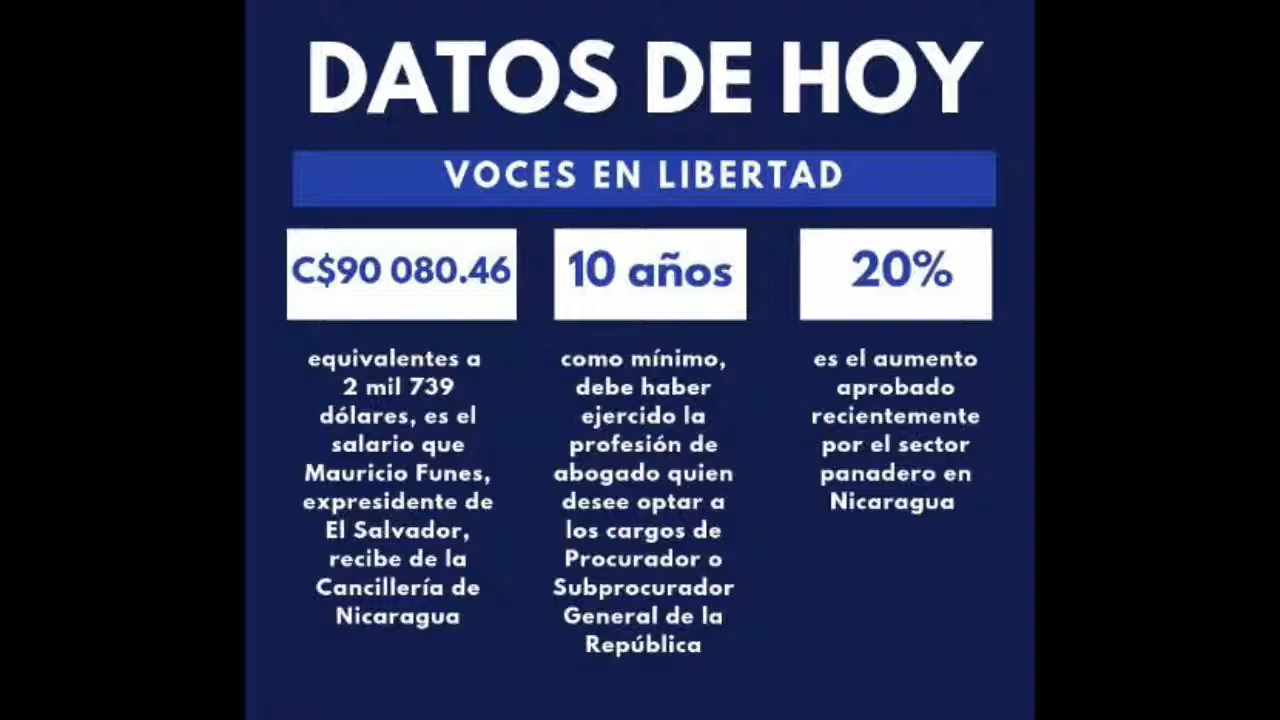 DATOS DE HOY
VOCES EN LIBERTAD
C$90 080.46
equivalentes a
2 mil 739
dólares, es el
salario que
Mauricio Funes,
expresidente de
El Salvador,
recibe de la
Cancillería de
Nicaragua
10 años
como mínimo,
debe haber
ejercido la
profesión de
abogado quien
desee optar a
los cargos de
Procurador o
Subprocurador
General de la
República
20%
es el aumento
aprobado
recientemente
por el sector
panadero en
Nicaragua